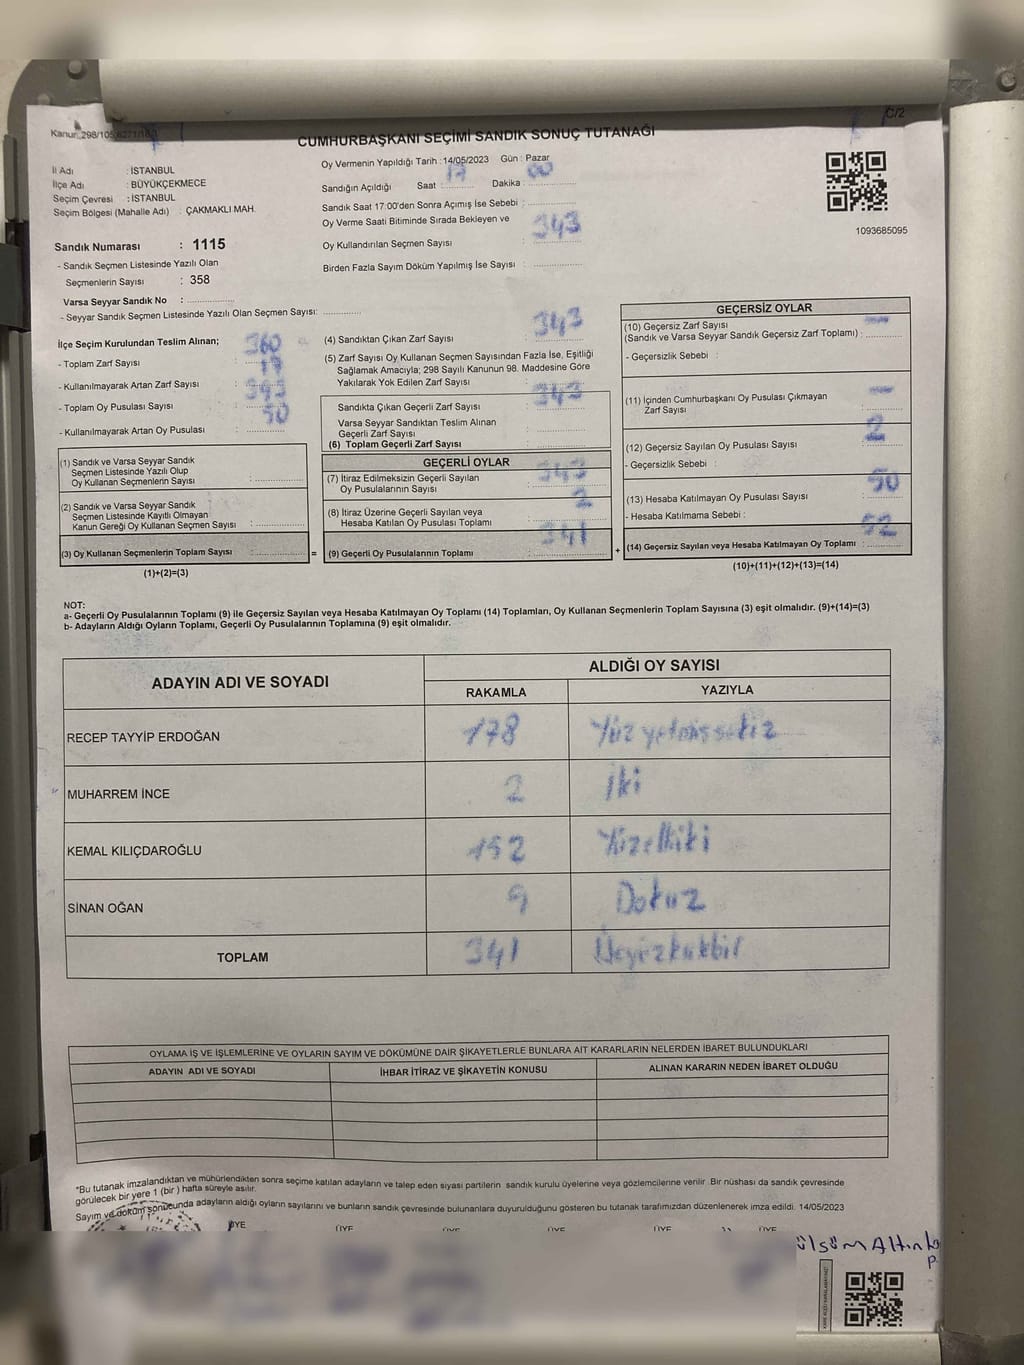 Kanun 298/105, 6271/16
C/2
CUMHURBAŞKANI SEÇİMİ SANDIK SONUÇ TUTANAĞI
İl Adı : İSTANBUL
İlçe Adı : BÜYÜKÇEKMECE
Seçim Çevresi : İSTANBUL
Seçim Bölgesi (Mahalle Adı) : ÇAKMAKLI MAH.
Sandık Numarası : 1115
- Sandık Seçmen Listesinde Yazılı Olan
Seçmenlerin Sayısı : 358
Varsa Seyyar Sandık No :
- Seyyar Sandık Seçmen Listesinde Yazılı Olan Seçmen Sayısı:
Oy Vermenin Yapıldığı Tarih : 14/05/2023 Gün : Pazar
Sandığın Açıldığı Saat : 17 Dakika : 00
Sandık Saat 17:00'den Sonra Açımış İse Sebebi :
Oy Verme Saati Bitiminde Sırada Bekleyen ve
Oy Kullandırılan Seçmen Sayısı : 343
Birden Fazla Sayım Döküm Yapılmış İse Sayısı :
1093685095
İlçe Seçim Kurulundan Teslim Alınan;
- Toplam Zarf Sayısı : 360
- Kullanılmayarak Artan Zarf Sayısı : 17
- Toplam Oy Pusulası Sayısı : 393
- Kullanılmayarak Artan Oy Pusulası : 50
(1) Sandık ve Varsa Seyyar Sandık
Seçmen Listesinde Yazılı Olup
Oy Kullanan Seçmenlerin Sayısı :
(2) Sandık ve Varsa Seyyar Sandık
Seçmen Listesinde Kayıtlı Olmayan
Kanun Gereği Oy Kullanan Seçmen Sayısı :
(3) Oy Kullanan Seçmenlerin Toplam Sayısı :
(1)+(2)=(3)
=
(4) Sandıktan Çıkan Zarf Sayısı : 343
(5) Zarf Sayısı Oy Kullanan Seçmen Sayısından Fazla İse, Eşitliği
Sağlamak Amacıyla; 298 Sayılı Kanunun 98. Maddesine Göre
Yakılarak Yok Edilen Zarf Sayısı :
Sandıkta Çıkan Geçerli Zarf Sayısı : 343
Varsa Seyyar Sandıktan Teslim Alınan
Geçerli Zarf Sayısı :
(6) Toplam Geçerli Zarf Sayısı :
GEÇERLİ OYLAR
(7) İtiraz Edilmeksizin Geçerli Sayılan
Oy Pusulalarının Sayısı : 343
(8) İtiraz Üzerine Geçerli Sayılan veya
Hesaba Katılan Oy Pusulası Toplamı : 2
(9) Geçerli Oy Pusulalarının Toplamı : 341
+
GEÇERSİZ OYLAR
(10) Geçersiz Zarf Sayısı
(Sandık ve Varsa Seyyar Sandık Geçersiz Zarf Toplamı) : —
- Geçersizlik Sebebi :
(11) İçinden Cumhurbaşkanı Oy Pusulası Çıkmayan
Zarf Sayısı : —
(12) Geçersiz Sayılan Oy Pusulası Sayısı : 2
- Geçersizlik Sebebi :
(13) Hesaba Katılmayan Oy Pusulası Sayısı : 50
- Hesaba Katılmama Sebebi :
(14) Geçersiz Sayılan veya Hesaba Katılmayan Oy Toplamı : 52
(10)+(11)+(12)+(13)=(14)
NOT:
a- Geçerli Oy Pusulalarının Toplamı (9) ile Geçersiz Sayılan veya Hesaba Katılmayan Oy Toplamı (14) Toplamları, Oy Kullanan Seçmenlerin Toplam Sayısına (3) eşit olmalıdır. (9)+(14)=(3)
b- Adayların Aldığı Oyların Toplamı, Geçerli Oy Pusulalarının Toplamına (9) eşit olmalıdır.
ADAYIN ADI VE SOYADI
ALDIĞI OY SAYISI
RAKAMLA YAZIYLA
RECEP TAYYİP ERDOĞAN 178 Yüz yetmiş sekiz
MUHARREM İNCE 2 İki
KEMAL KILIÇDAROĞLU 152 Yüzelliiki
SİNAN OĞAN 9 Dokuz
TOPLAM 341 Üçyüzkırkbir
OYLAMA İŞ VE İŞLEMLERİNE VE OYLARIN SAYIM VE DÖKÜMÜNE DAİR ŞİKAYETLERLE BUNLARA AİT KARARLARIN NELERDEN İBARET BULUNDUKLARI
ADAYIN ADI VE SOYADI İHBAR İTİRAZ VE ŞİKAYETİN KONUSU ALINAN KARARIN NEDEN İBARET OLDUĞU
*Bu tutanak imzalandıktan ve mühürlendikten sonra seçime katılan adayların ve talep eden siyasi partilerin sandık kurulu üyelerine veya gözlemcilerine verilir. Bir nüshası da sandık çevresinde
görülecek bir yere 1 (bir) hafta süreyle asılır.
Sayım ve döküm sonucunda adayların aldığı oyların sayılarını ve bunların sandık çevresinde bulunanlara duyurulduğunu gösteren bu tutanak tarafımızdan düzenlenerek imza edildi. 14/05/2023
ÜYE ÜYE ÜYE ÜYE ÜYE ÜYE